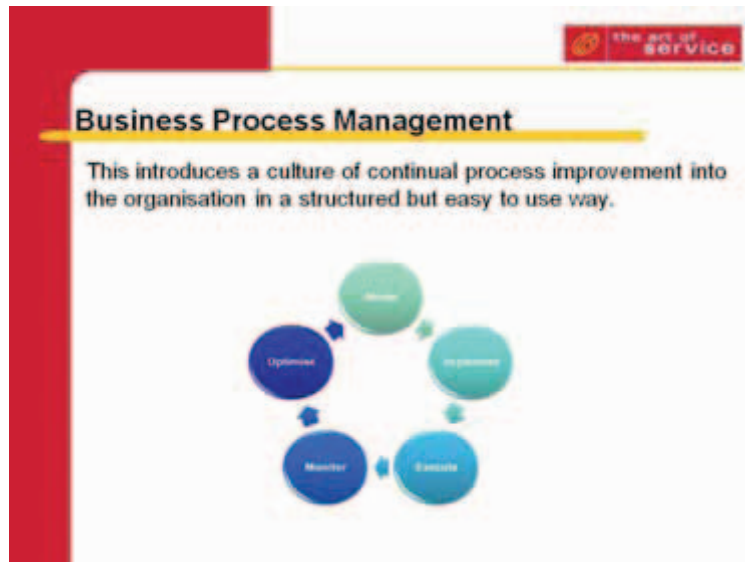 the art of
service
Business Process Management
This introduces a culture of continual process improvement into
the organisation in a structured but easy to use way.
Optimise
Monitor
Execute